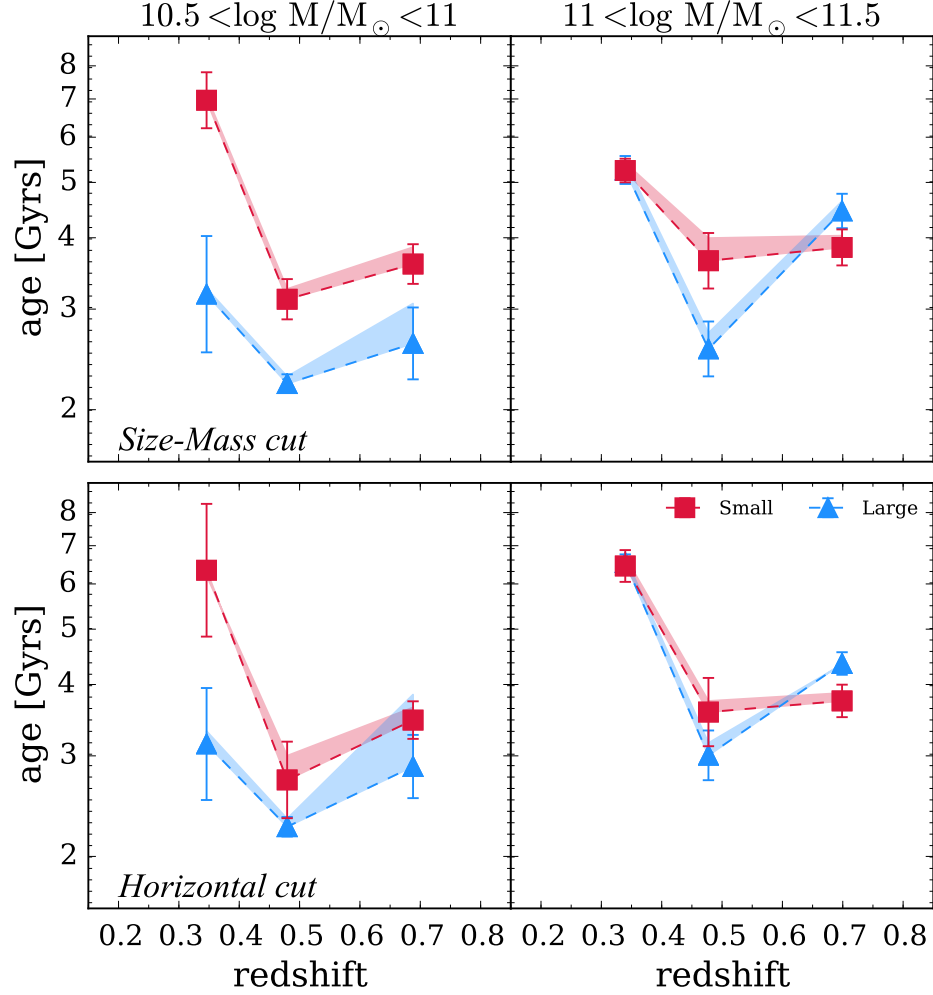 10.5 <log M/M☉ <11
11 <log M/M☉ <11.5
8
7
6
5
4
3
2
age [Gyrs]
Size-Mass cut
8
7
6
5
4
3
2
age [Gyrs]
Small
Large
Horizontal cut
0.2 0.3 0.4 0.5 0.6 0.7 0.8
0.2 0.3 0.4 0.5 0.6 0.7 0.8
redshift
redshift